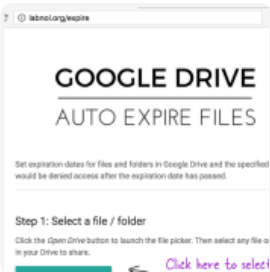 labnol.org/expire
GOOGLE DRIVE
AUTO EXPIRE FILES
Set expiration dates for files and folders in Google Drive and the specified
would be denied access after the expiration date has passed.
Step 1: Select a file / folder
Click the Open Drive button to launch the file picker. Then select any file o
in your Drive to share.
Click here to select